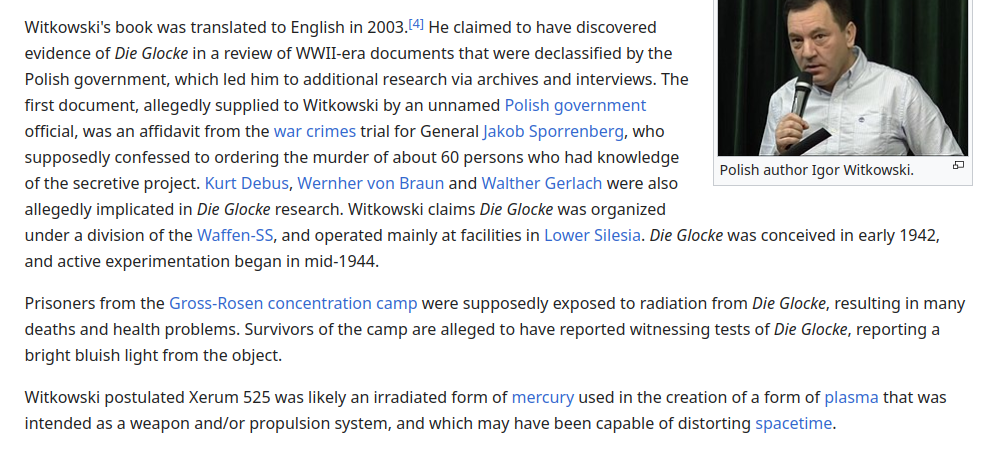 Witkowski's book was translated to English in 2003.[4] He claimed to have discovered
evidence of Die Glocke in a review of WWII-era documents that were declassified by the
Polish government, which led him to additional research via archives and interviews. The
first document, allegedly supplied to Witkowski by an unnamed Polish government
official, was an affidavit from the war crimes trial for General Jakob Sporrenberg, who
supposedly confessed to ordering the murder of about 60 persons who had knowledge
of the secretive project. Kurt Debus, Wernher von Braun and Walther Gerlach were also
allegedly implicated in Die Glocke research. Witkowski claims Die Glocke was organized
under a division of the Waffen-SS, and operated mainly at facilities in Lower Silesia. Die Glocke was conceived in early 1942,
and active experimentation began in mid-1944.
Prisoners from the Gross-Rosen concentration camp were supposedly exposed to radiation from Die Glocke, resulting in many
deaths and health problems. Survivors of the camp are alleged to have reported witnessing tests of Die Glocke, reporting a
bright bluish light from the object.
Witkowski postulated Xerum 525 was likely an irradiated form of mercury used in the creation of a form of plasma that was
intended as a weapon and/or propulsion system, and which may have been capable of distorting spacetime.
Polish author Igor Witkowski.